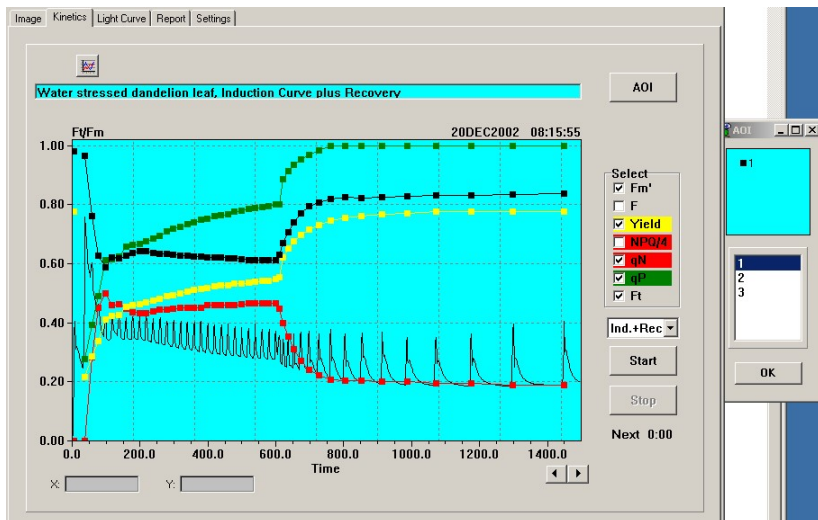 Image Kinetics Light Curve Report Settings
Water stressed dandelion leaf, Induction Curve plus Recovery
AOI
Ft/Fm 20DEC2002 08:15:55
1.00
0.80
0.60
0.40
0.20
0.00
0.0 200.0 400.0 600.0 800.0 1000.0 1200.0 1400.0
Time
X: Y:
Select
Fm'
F
Yield
NPQ/4
qN
qP
Ft
Ind.+Rec
Start
Stop
Next 0:00
AOI
1
1
2
3
OK